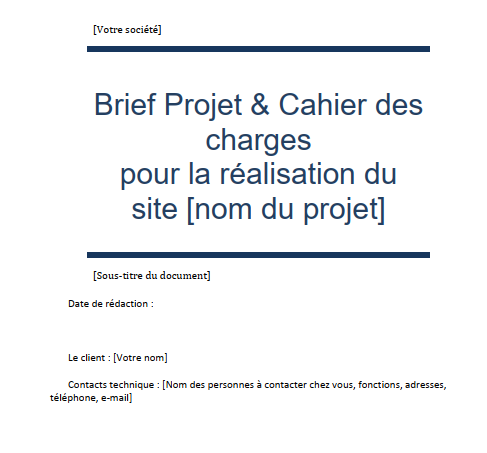 [Votre société]
Brief Projet & Cahier des
charges
pour la réalisation du
site [nom du projet]
[Sous-titre du document]
Date de rédaction :
Le client : [Votre nom]
Contacts technique : [Nom des personnes à contacter chez vous, fonctions, adresses,
téléphone, e-mail]